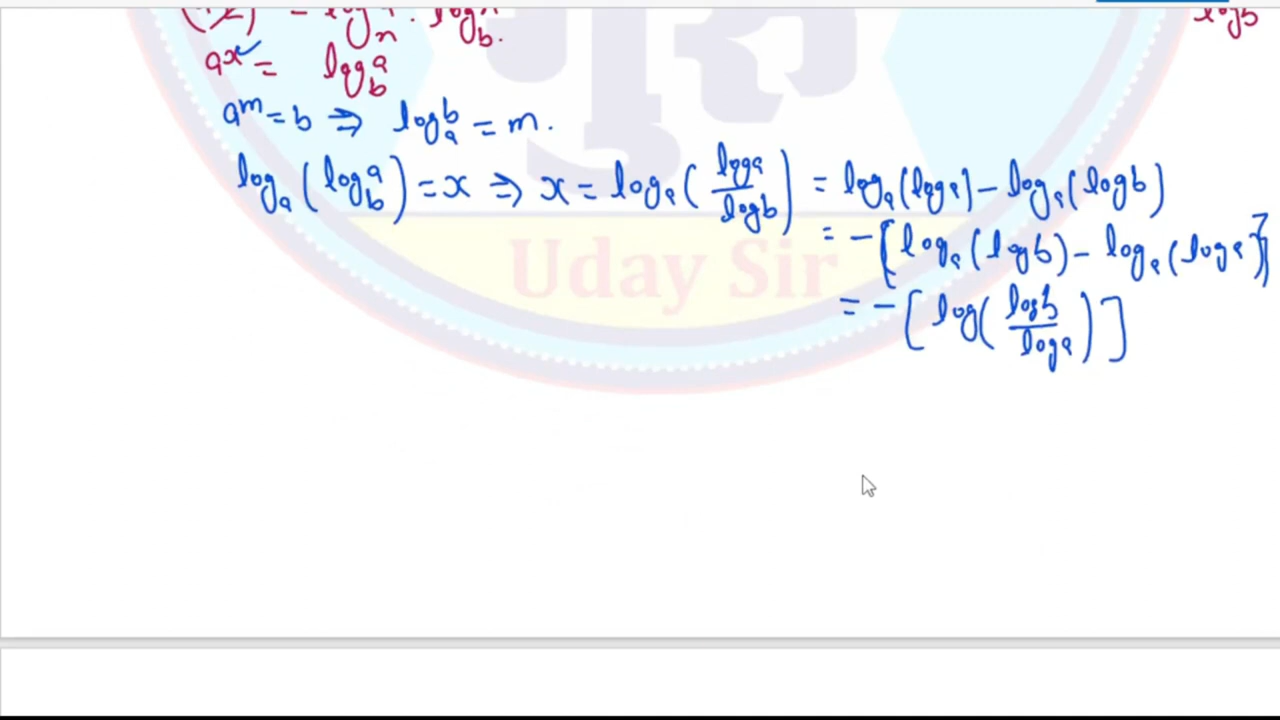 a^x = log_b a
a^m = b ⇒ log_a b = m.
log_a (log_b a) = x ⇒ x = log_a (log a / log b) = log_a (log a) - log_a (log b)
= -[log_a (log b) - log_a (log a)]
= -[log (log b / log a)]
Uday Sir